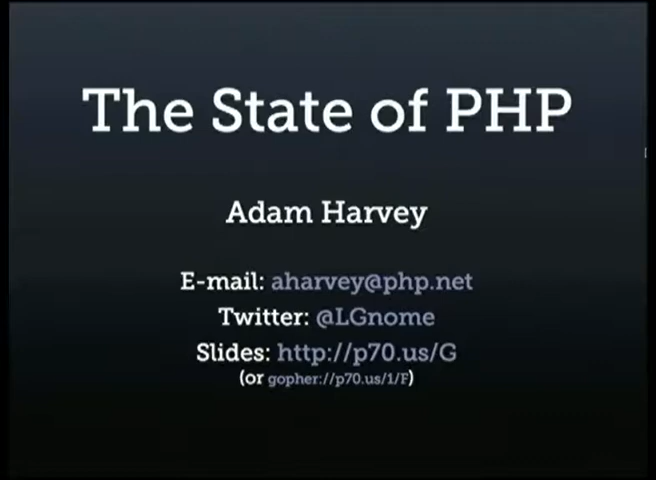 The State of PHP
Adam Harvey
E-mail: aharvey@php.net
Twitter: @LGnome
Slides: http://p70.us/G
(or gopher://p70.us/1/F)